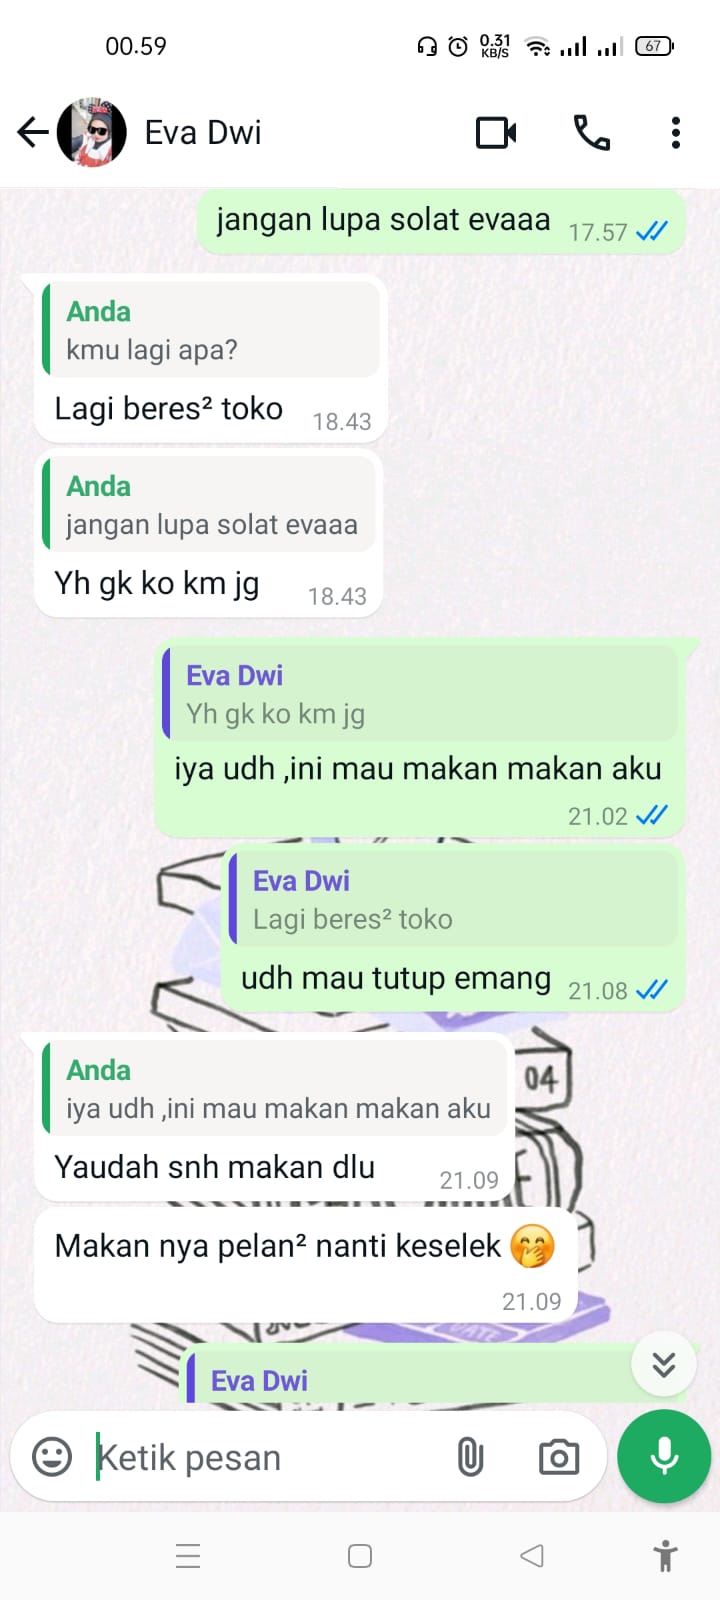 00.59
0.31
KB/S
67
Eva Dwi
jangan lupa solat evaaa 17.57
Anda
kmu lagi apa?
Lagi beres² toko 18.43
Anda
jangan lupa solat evaaa
Yh gk ko km jg 18.43
Eva Dwi
Yh gk ko km jg
iya udh ,ini mau makan makan aku
21.02
Eva Dwi
Lagi beres² toko
udh mau tutup emang 21.08
04
Anda
iya udh ,ini mau makan makan aku
Yaudah snh makan dlu 21.09
Makan nya pelan² nanti keselek 🤭
21.09
Eva Dwi
Ketik pesan